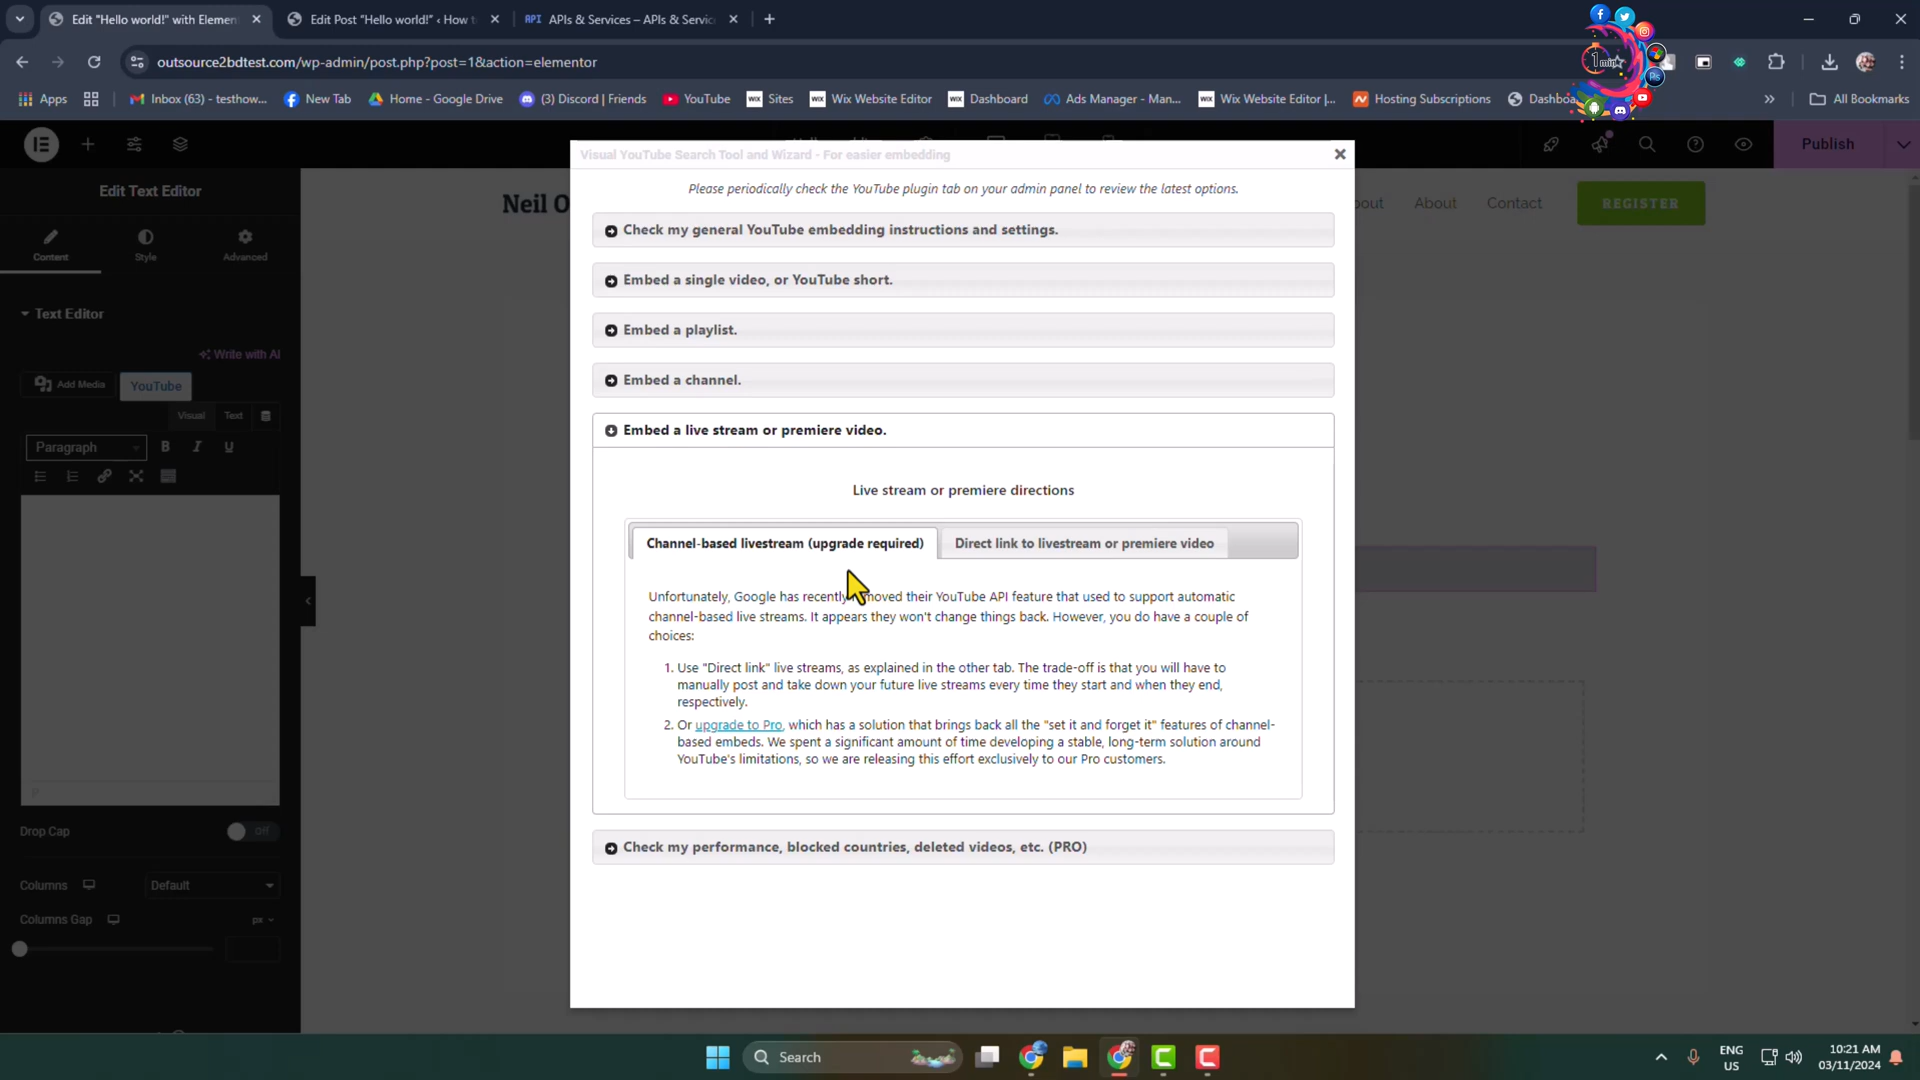 Edit "Hello world!" with Elemen
Edit Post "Hello world!" ‹ How t
API APIs & Services – APIs & Servic
outsource2bdtest.com/wp-admin/post.php?post=1&action=elementor
1min
Ps
Apps
Inbox (63) - testhow...
New Tab
Home - Google Drive
(3) Discord | Friends
YouTube
WIX Sites
WIX Wix Website Editor
WIX Dashboard
Ads Manager - Man...
WIX Wix Website Editor |...
Hosting Subscriptions
Dashboa
All Bookmarks
Publish
Edit Text Editor
Content
Style
Advanced
Text Editor
Write with AI
Add Media
YouTube
Visual
Text
Paragraph
B I U
P
Drop Cap
Off
Columns
Default
Columns Gap
px
Neil O
bout
About
Contact
REGISTER
Visual YouTube Search Tool and Wizard - For easier embedding
Please periodically check the YouTube plugin tab on your admin panel to review the latest options.
Check my general YouTube embedding instructions and settings.
Embed a single video, or YouTube short.
Embed a playlist.
Embed a channel.
Embed a live stream or premiere video.
Live stream or premiere directions
Channel-based livestream (upgrade required)
Direct link to livestream or premiere video
Unfortunately, Google has recently moved their YouTube API feature that used to support automatic
channel-based live streams. It appears they won't change things back. However, you do have a couple of
choices:
1. Use "Direct link" live streams, as explained in the other tab. The trade-off is that you will have to
manually post and take down your future live streams every time they start and when they end,
respectively.
2. Or upgrade to Pro, which has a solution that brings back all the "set it and forget it" features of channel-
based embeds. We spent a significant amount of time developing a stable, long-term solution around
YouTube's limitations, so we are releasing this effort exclusively to our Pro customers.
Check my performance, blocked countries, deleted videos, etc. (PRO)
Search
ENG
US
10:21 AM
03/11/2024